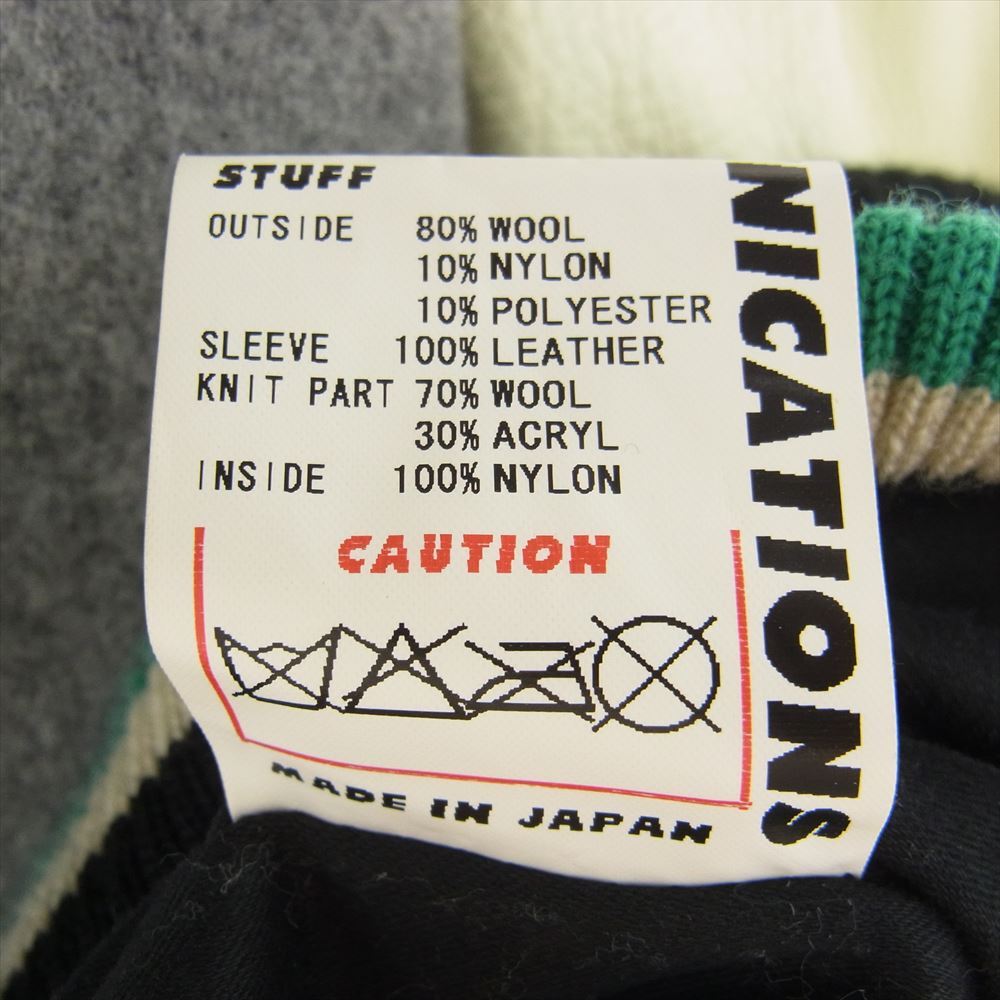 STUFF
OUTSIDE 80% WOOL
10% NYLON
10% POLYESTER
SLEEVE 100% LEATHER
KNIT PART 70% WOOL
30% ACRYL
INSIDE 100% NYLON
CAUTION
MADE IN JAPAN
NICATIONS